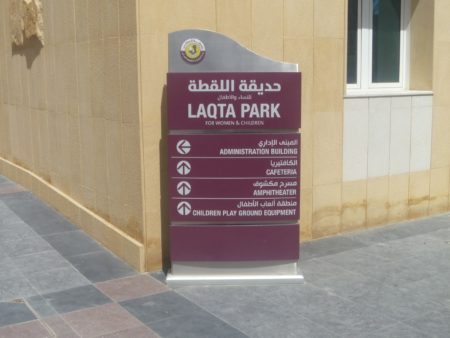 حديقة اللقطة
للنساء والأطفال
LAQTA PARK
FOR WOMEN & CHILDREN
المبنى الإداري
ADMINISTRATION BUILDING
الكافتيريا
CAFETERIA
مسرح مكشوف
AMPHITHEATER
منطقة ألعاب الأطفال
CHILDREN PLAY GROUND EQUIPMENT